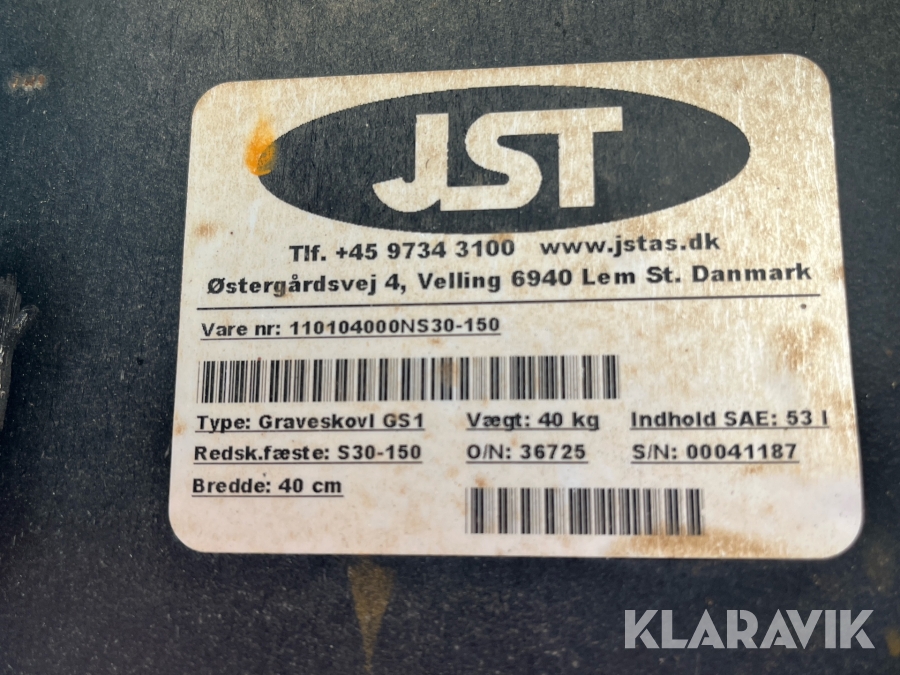 JST
Tlf. +45 9734 3100 www.jstas.dk
Østergårdsvej 4, Velling 6940 Lem St. Danmark
Vare nr: 110104000NS30-150
Type: Graveskovl GS1 Vægt: 40 kg Indhold SAE: 53 l
Redsk.fæste: S30-150 O/N: 36725 S/N: 00041187
Bredde: 40 cm
KLARAVIK